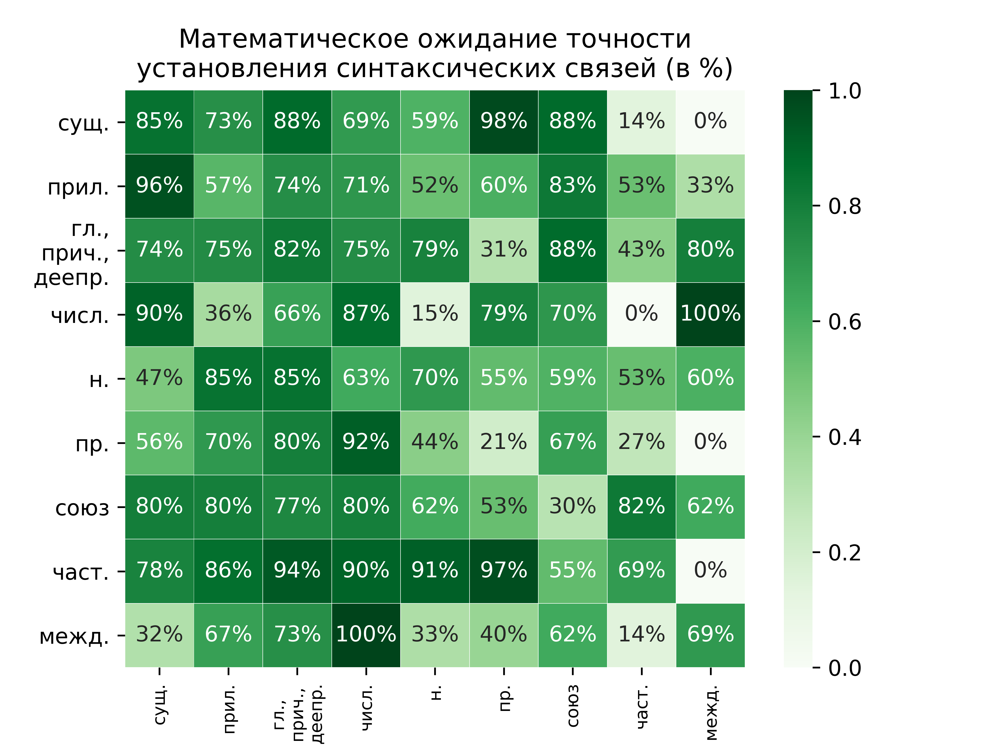 Математическое ожидание точности
установления синтаксических связей (в %)
сущ. 85% 73% 88% 69% 59% 98% 88% 14% 0%
прил. 96% 57% 74% 71% 52% 60% 83% 53% 33%
гл.,
прич.,
деепр.
74% 75% 82% 75% 79% 31% 88% 43% 80%
числ. 90% 36% 66% 87% 15% 79% 70% 0% 100%
н. 47% 85% 85% 63% 70% 55% 59% 53% 60%
пр. 56% 70% 80% 92% 44% 21% 67% 27% 0%
союз 80% 80% 77% 80% 62% 53% 30% 82% 62%
част. 78% 86% 94% 90% 91% 97% 55% 69% 0%
межд. 32% 67% 73% 100% 33% 40% 62% 14% 69%
сущ.
прил.
гл.,
прич.,
деепр.
числ.
н.
пр.
союз
част.
межд.
1.0
0.8
0.6
0.4
0.2
0.0